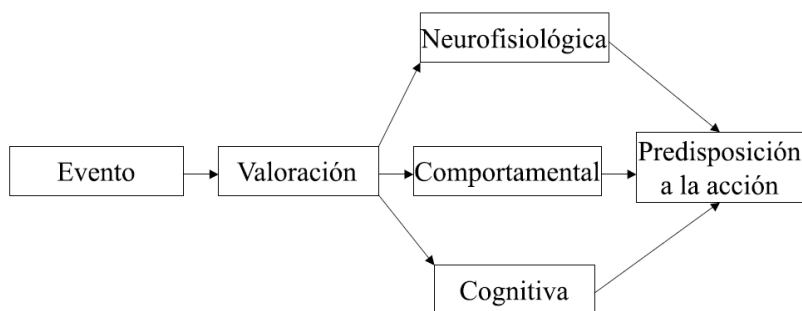 Neurofisiológica
Evento
Valoración
Comportamental
Predisposición
a la acción
Cognitiva